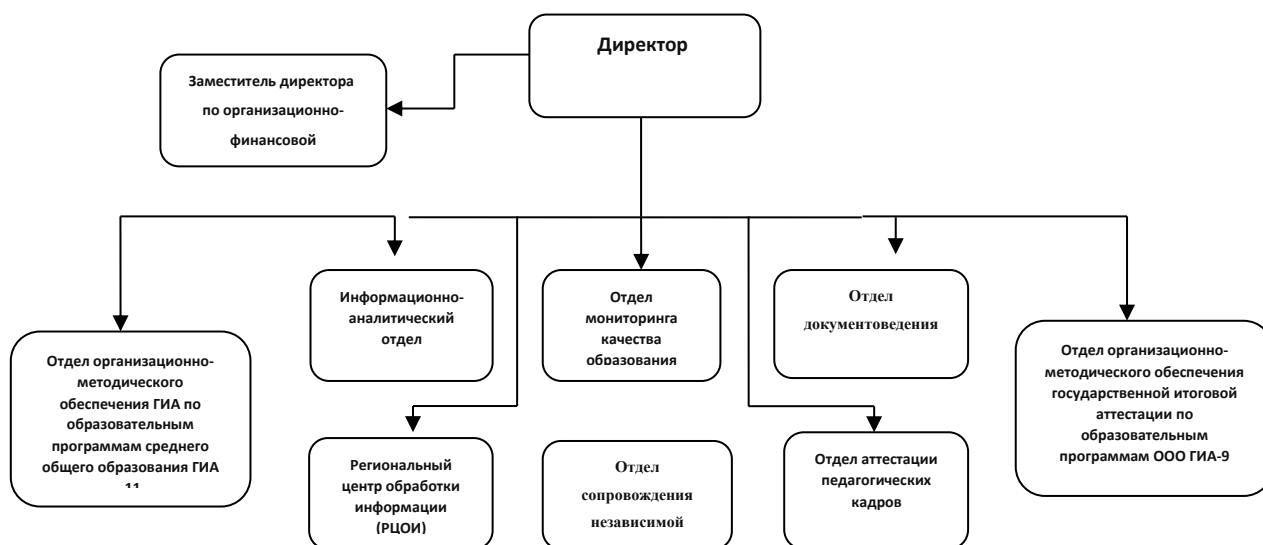 Директор
Заместитель директора
по организационно-
финансовой
Информационно-
аналитический
отдел
Отдел
мониторинга
качества
образования
Отдел
документоведения
Отдел организационно-
методического
обеспечения ГИА по
образовательным
программам среднего
общего образования ГИА
11
Отдел организационно-
методического обеспечения
государственной итоговой
аттестации по
образовательным
программам ООО ГИА-9
Региональный
центр обработки
информации
(РЦОИ)
Отдел
сопровождения
независимой
Отдел аттестации
педагогических
кадров